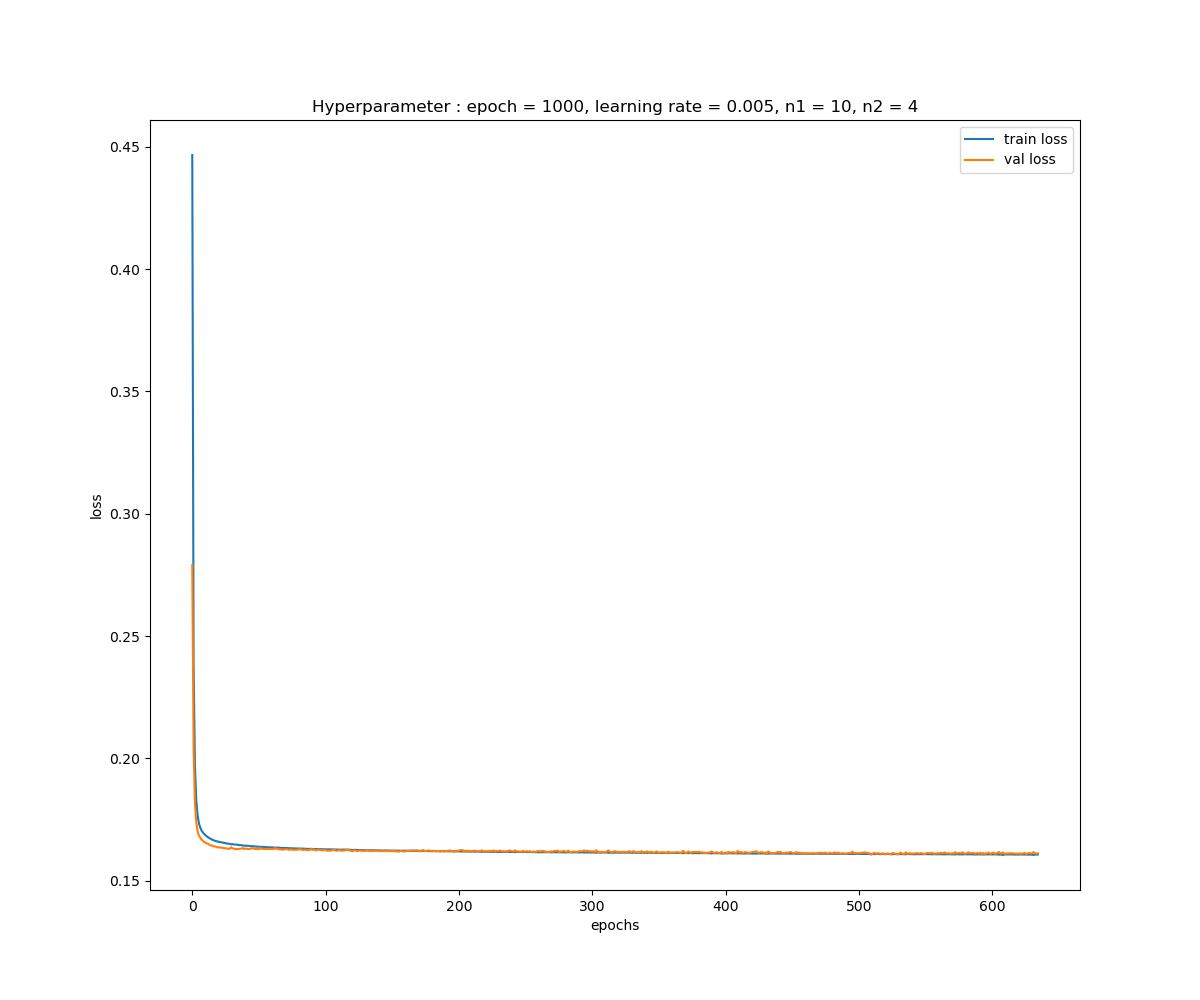 Hyperparameter : epoch = 1000, learning rate = 0.005, n1 = 10, n2 = 4
train loss
val loss
0.45
0.40
0.35
0.30
0.25
0.20
0.15
loss
0 100 200 300 400 500 600
epochs